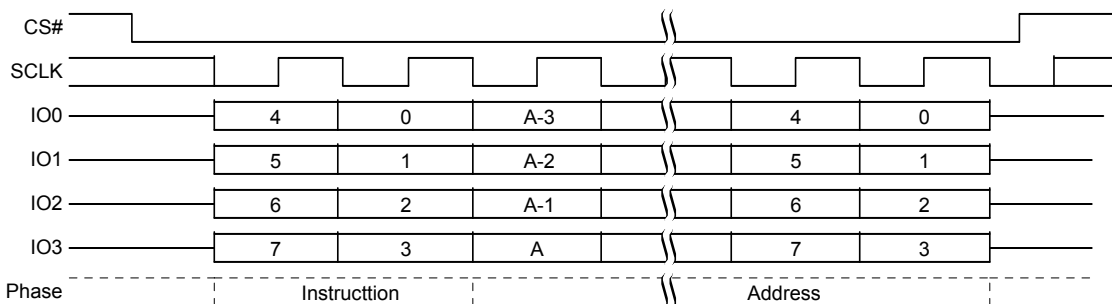 CS#
SCLK
IO0 4 0 A-3 4 0
IO1 5 1 A-2 5 1
IO2 6 2 A-1 6 2
IO3 7 3 A 7 3
Phase Instructtion Address